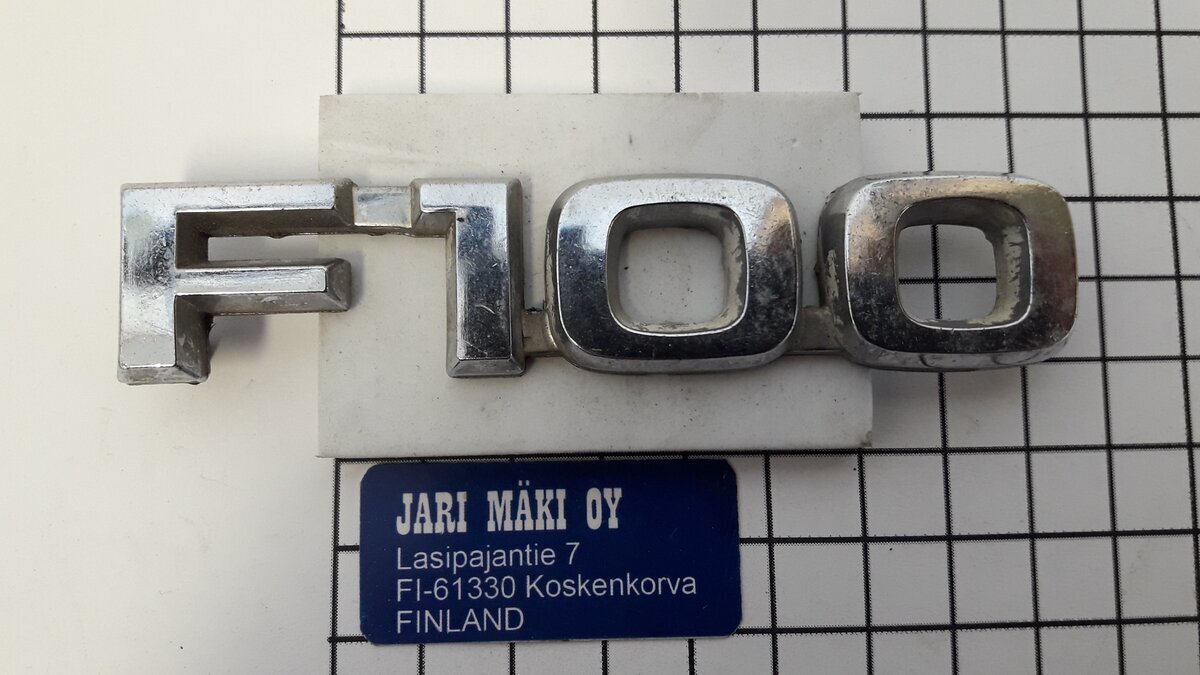 F100
JARI MÄKI OY
Lasipajantie 7
FI-61330 Koskenkorva
FINLAND